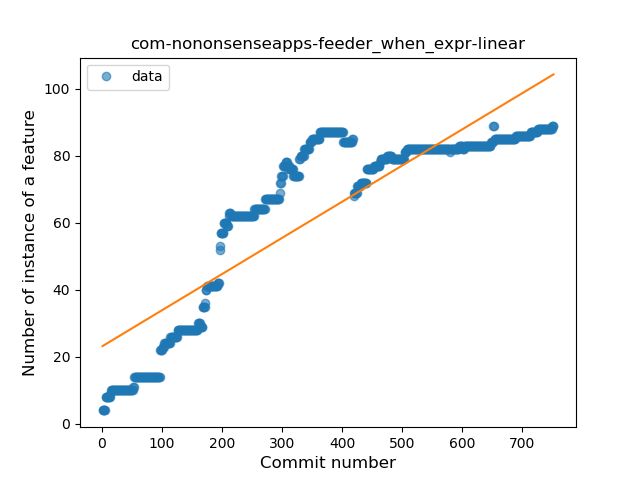 com-nononsenseapps-feeder_when_expr-linear
data
Number of instance of a feature
100
80
60
40
20
0
0 100 200 300 400 500 600 700
Commit number